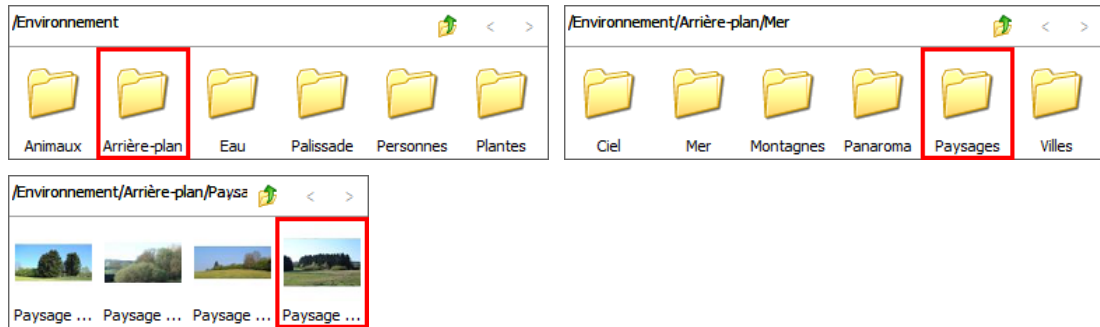 /Environnement
< >
Animaux Arrière-plan Eau Palissade Personnes Plantes
/Environnement/Arrière-plan/Mer
< >
Ciel Mer Montagnes Panaroma Paysages Villes
/Environnement/Arrière-plan/Paysa
< >
Paysage ... Paysage ... Paysage ... Paysage ...